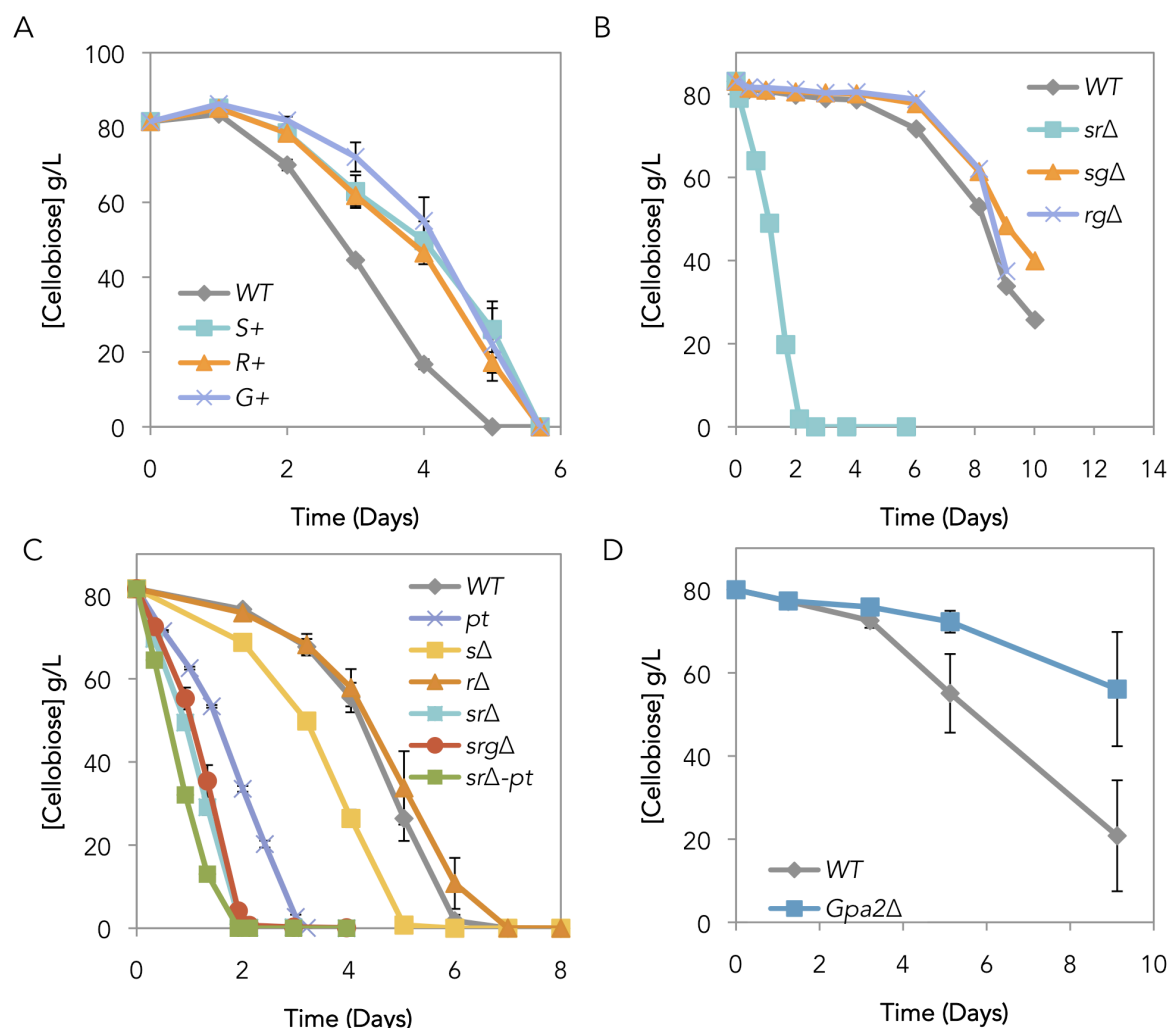 A
[Cellobiose] g/L
100
80
60
40
20
0
WT
S+
R+
G+
0 2 4 6
Time (Days)
B
[Cellobiose] g/L
80
60
40
20
0
WT
srΔ
sgΔ
rgΔ
0 2 4 6 8 10 12 14
Time (Days)
C
[Cellobiose] g/L
80
60
40
20
0
WT
pt
sΔ
rΔ
srΔ
srgΔ
srΔ-pt
0 2 4 6 8
Time (Days)
D
[Cellobiose] g/L
80
60
40
20
0
WT
Gpa2Δ
0 2 4 6 8 10
Time (Days)